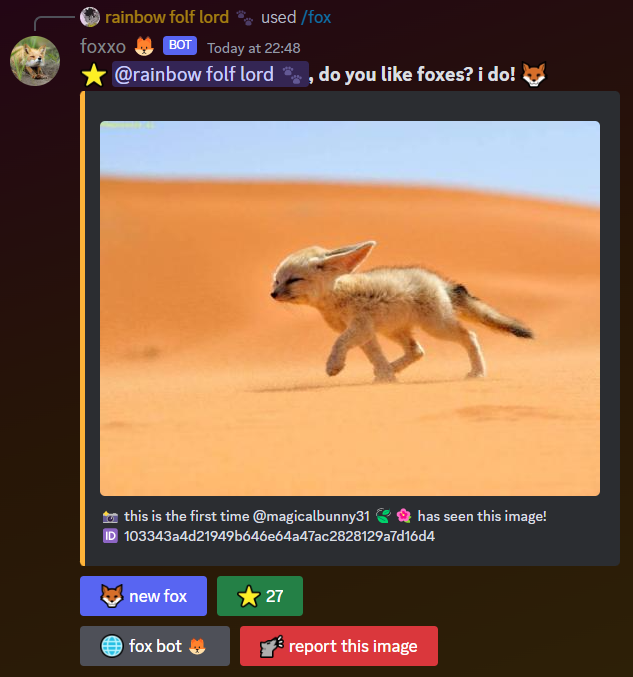 rainbow folf lord 🐾 used /fox
foxxo 🦊 BOT Today at 22:48
⭐ @rainbow folf lord 🐾 , do you like foxes? i do! 🦊
📸 this is the first time @magicalbunny31 🍃 🌺 has seen this image!
🆔 103343a4d21949b646e64a47ac2828129a7d16d4
🦊 new fox
⭐ 27
🌐 fox bot 🦊
report this image